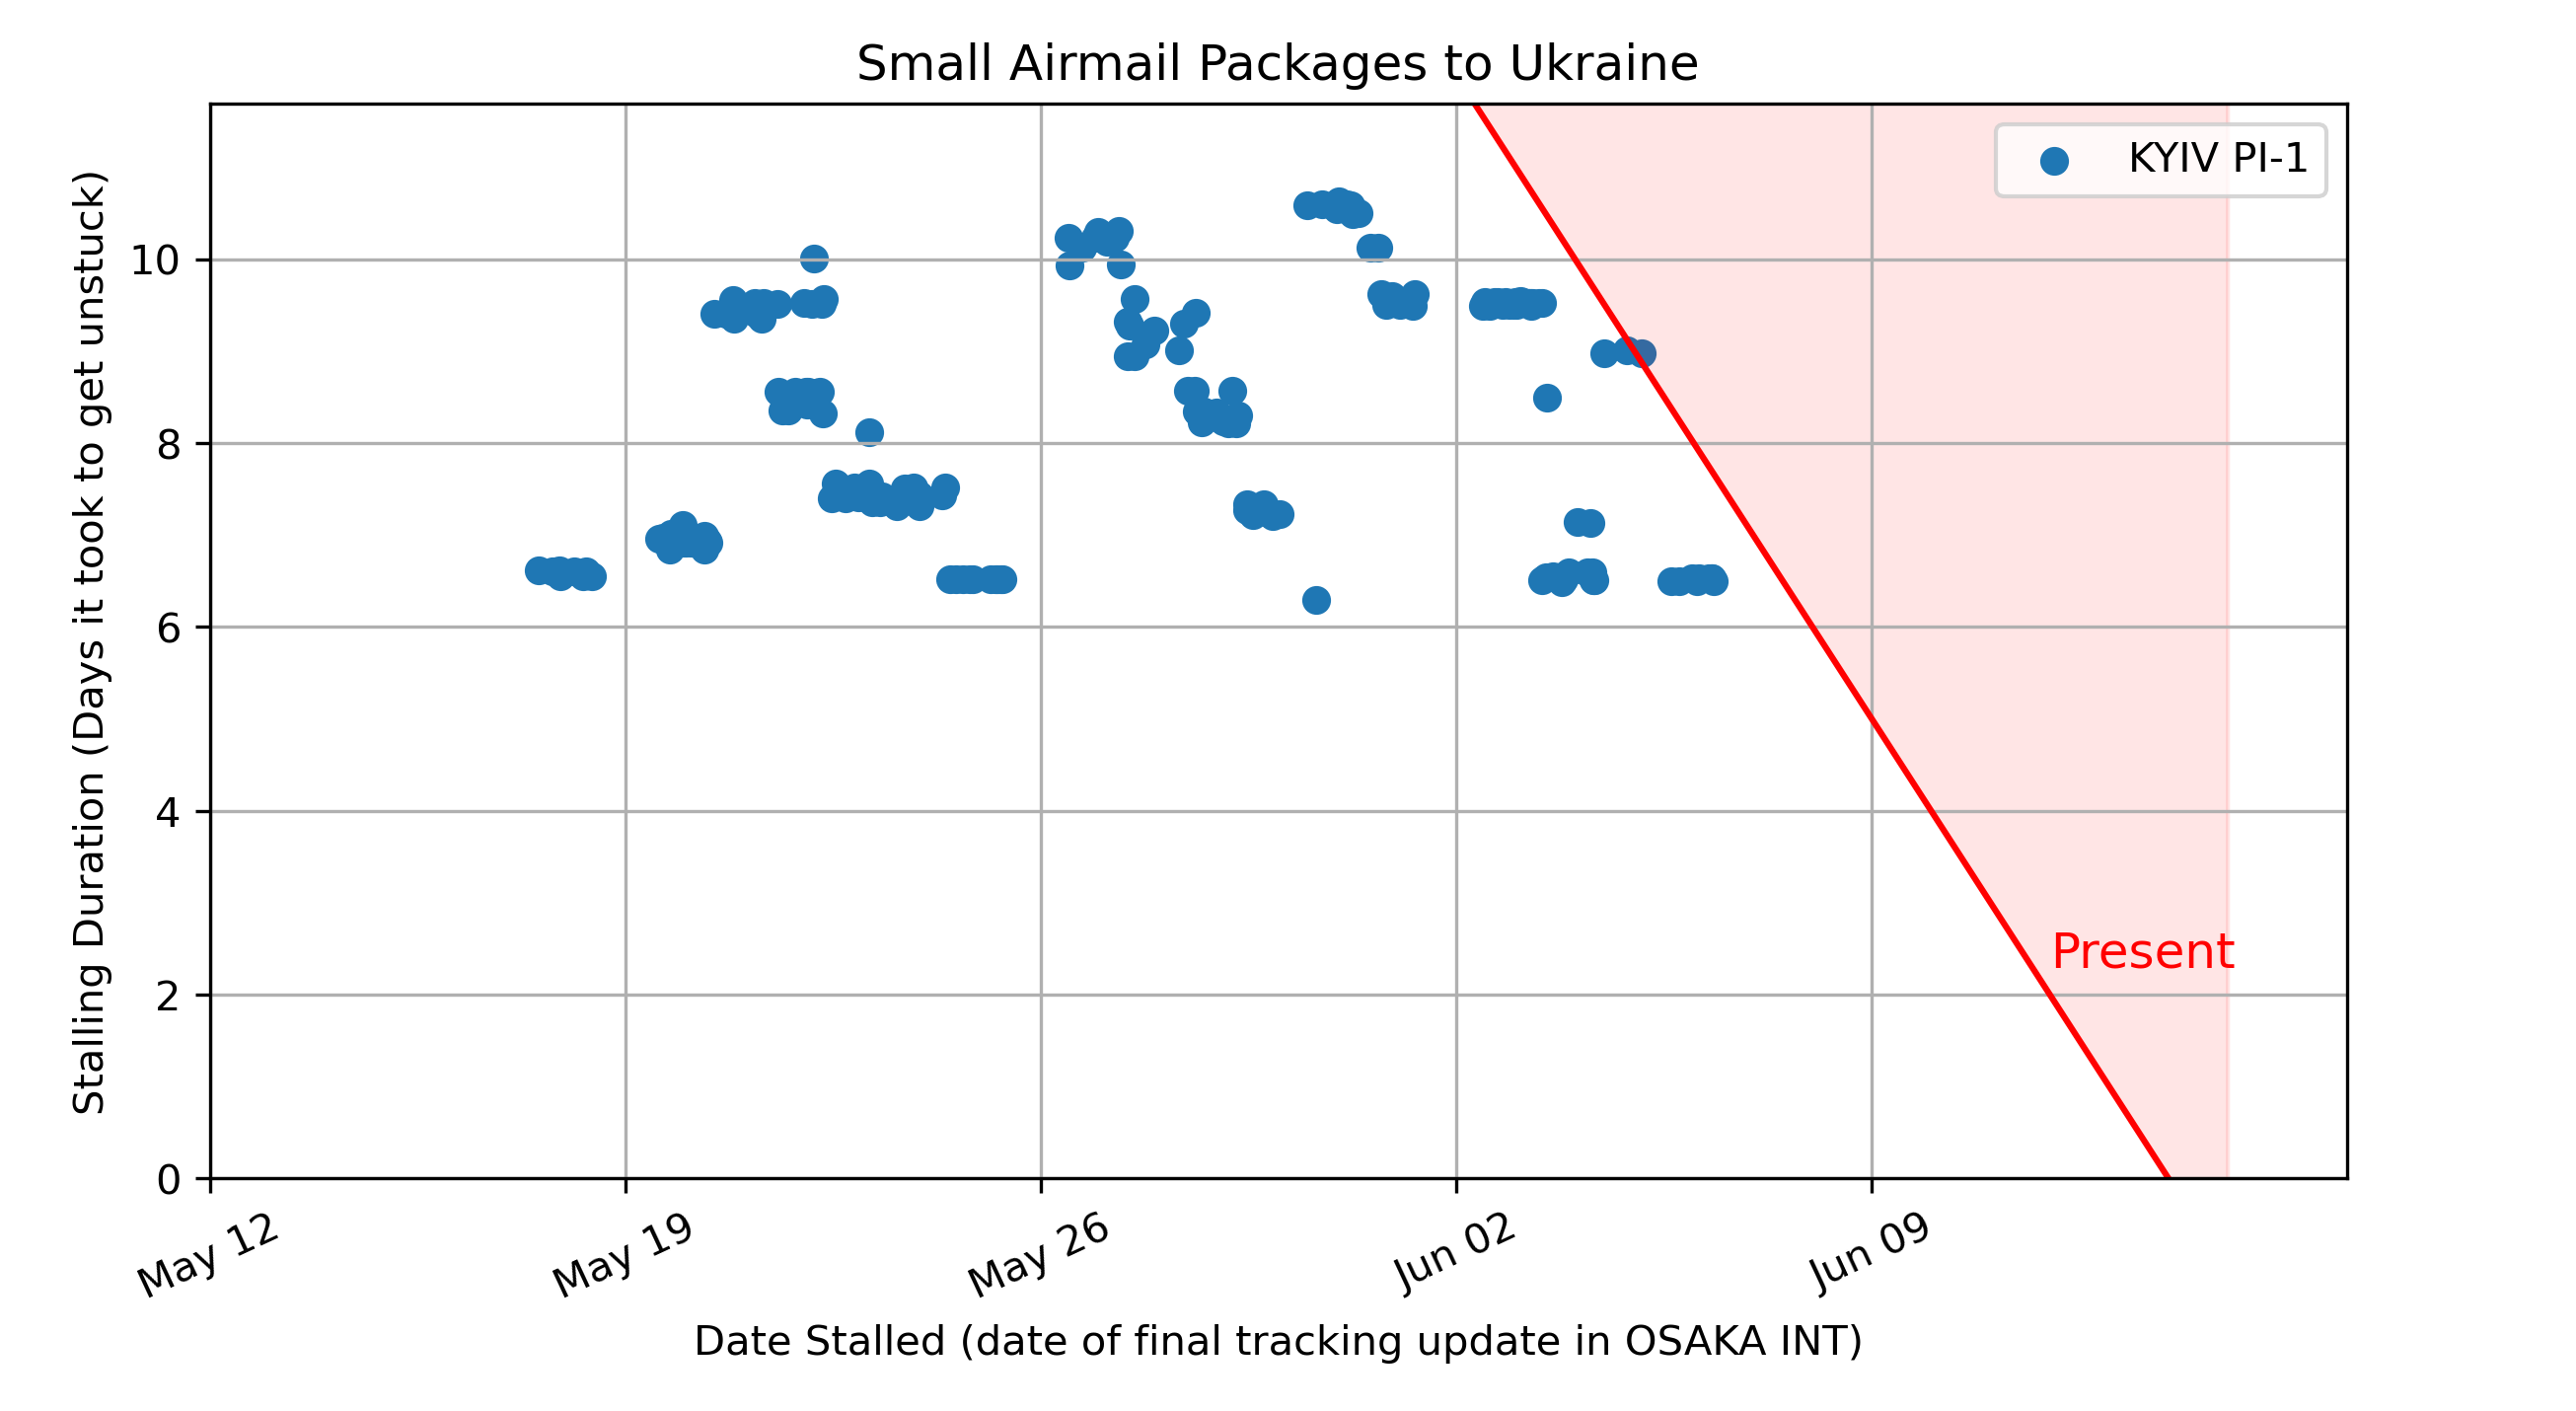 Small Airmail Packages to Ukraine
KYIV PI-1
Stalling Duration (Days it took to get unstuck)
10
8
6
4
2
0
Present
May 12
May 19
May 26
Jun 02
Jun 09
Date Stalled (date of final tracking update in OSAKA INT)